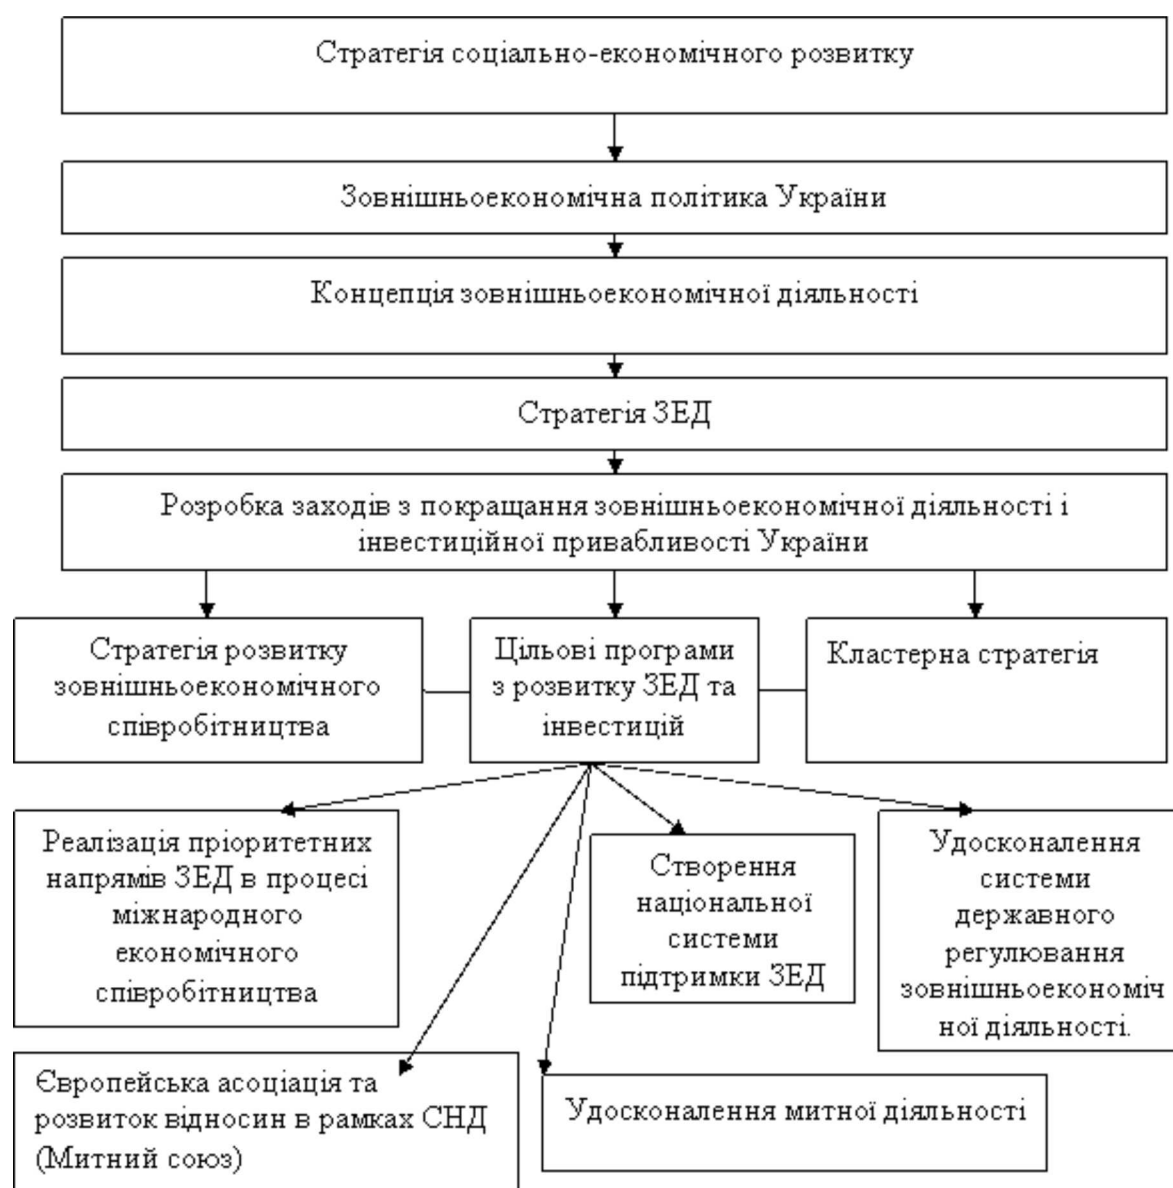 Стратегія соціально-економічного розвитку
Зовнішньоекономічна політика України
Концепція зовнішньоекономічної діяльності
Стратегія ЗЕД
Розробка заходів з покращання зовнішньоекономічної діяльності і
інвестиційної привабливості України
Стратегія розвитку
зовнішньоекономічного
співробітництва
Цільові програми
з розвитку ЗЕД та
інвестицій
Кластерна стратегія
Реалізація пріоритетних
напрямів ЗЕД в процесі
міжнародного
економічного
співробітництва
Створення
національної
системи
підтримки ЗЕД
Удосконалення
системи
державного
регулювання
зовнішньоекономіч
ної діяльності.
Європейська асоціація та
розвиток відносин в рамках СНД
(Митний союз)
Удосконалення митної діяльності